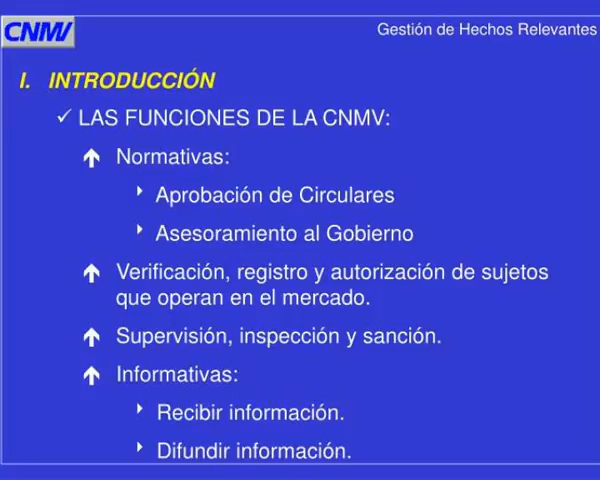 CNMV
Gestión de Hechos Relevantes
I. INTRODUCCIÓN
✓ LAS FUNCIONES DE LA CNMV:
Normativas:
Aprobación de Circulares
Asesoramiento al Gobierno
Verificación, registro y autorización de sujetos
que operan en el mercado.
Supervisión, inspección y sanción.
Informativas:
Recibir información.
Difundir información.